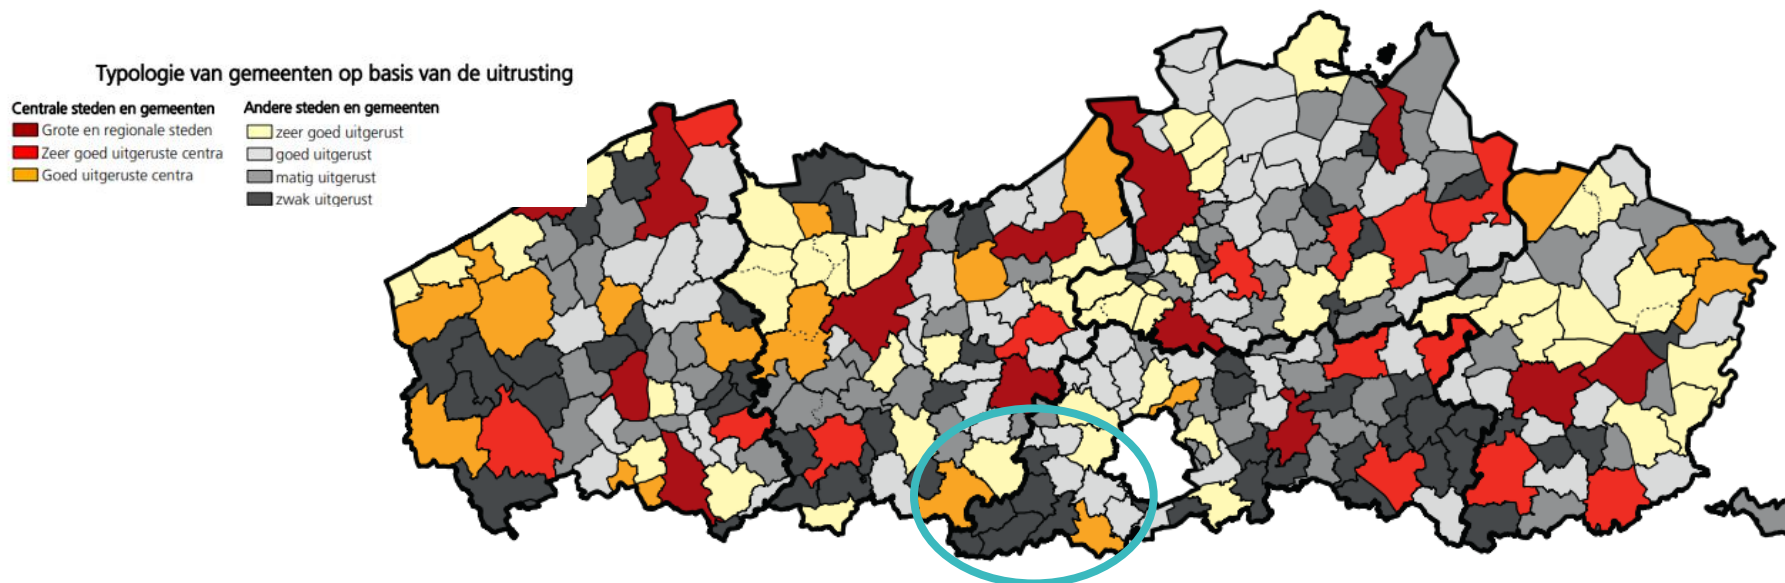 Typologie van gemeenten op basis van de uitrusting
Centrale steden en gemeenten
Grote en regionale steden
Zeer goed uitgeruste centra
Goed uitgeruste centra
Andere steden en gemeenten
zeer goed uitgerust
goed uitgerust
matig uitgerust
zwak uitgerust